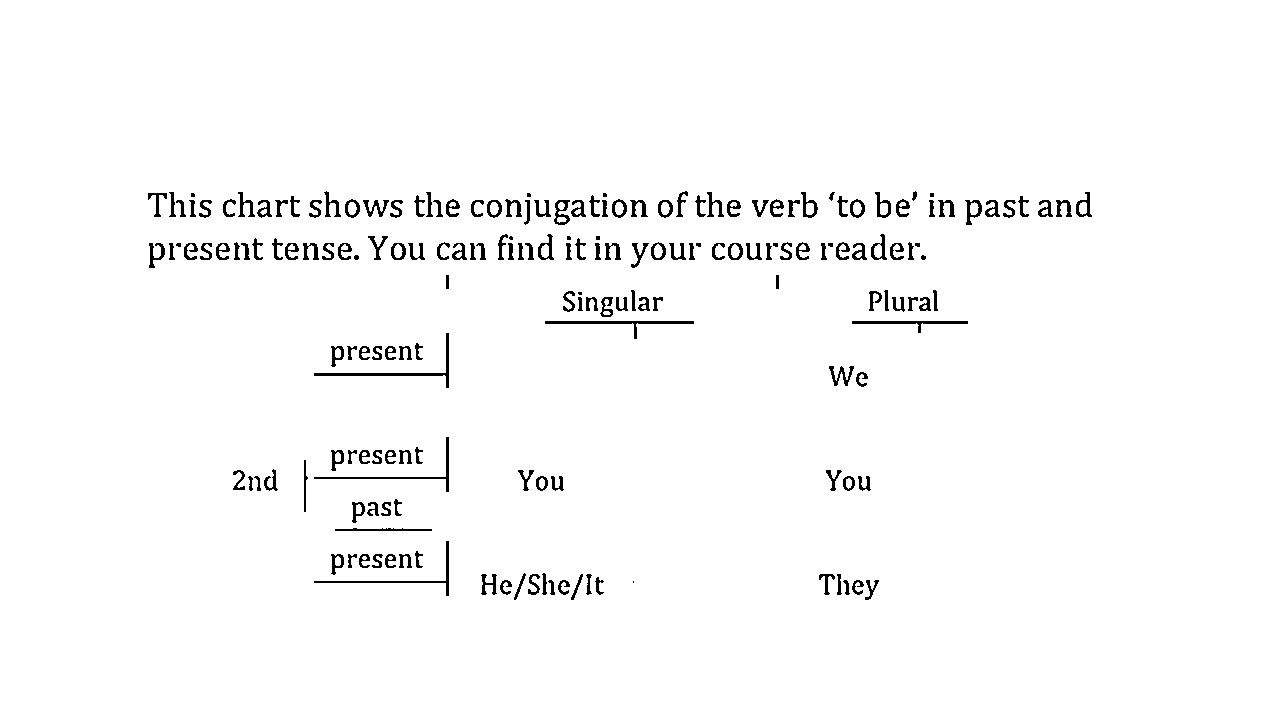 This chart shows the conjugation of the verb ‘to be’ in past and
present tense. You can find it in your course reader.
Singular Plural
present
We
present
2nd You You
past
present
He/She/It They